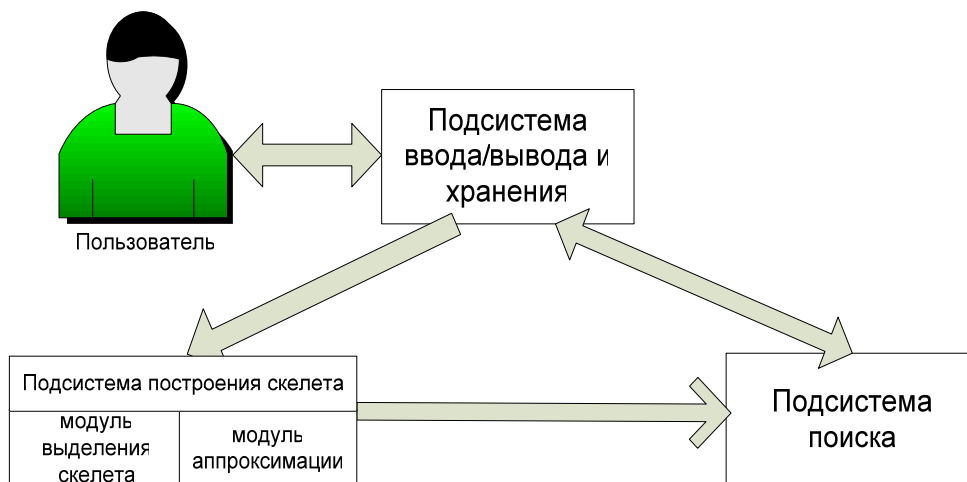 Подсистема
ввода/вывода и
хранения
Пользователь
Подсистема построения скелета
модуль
выделения
скелета
модуль
аппроксимации
Подсистема
поиска